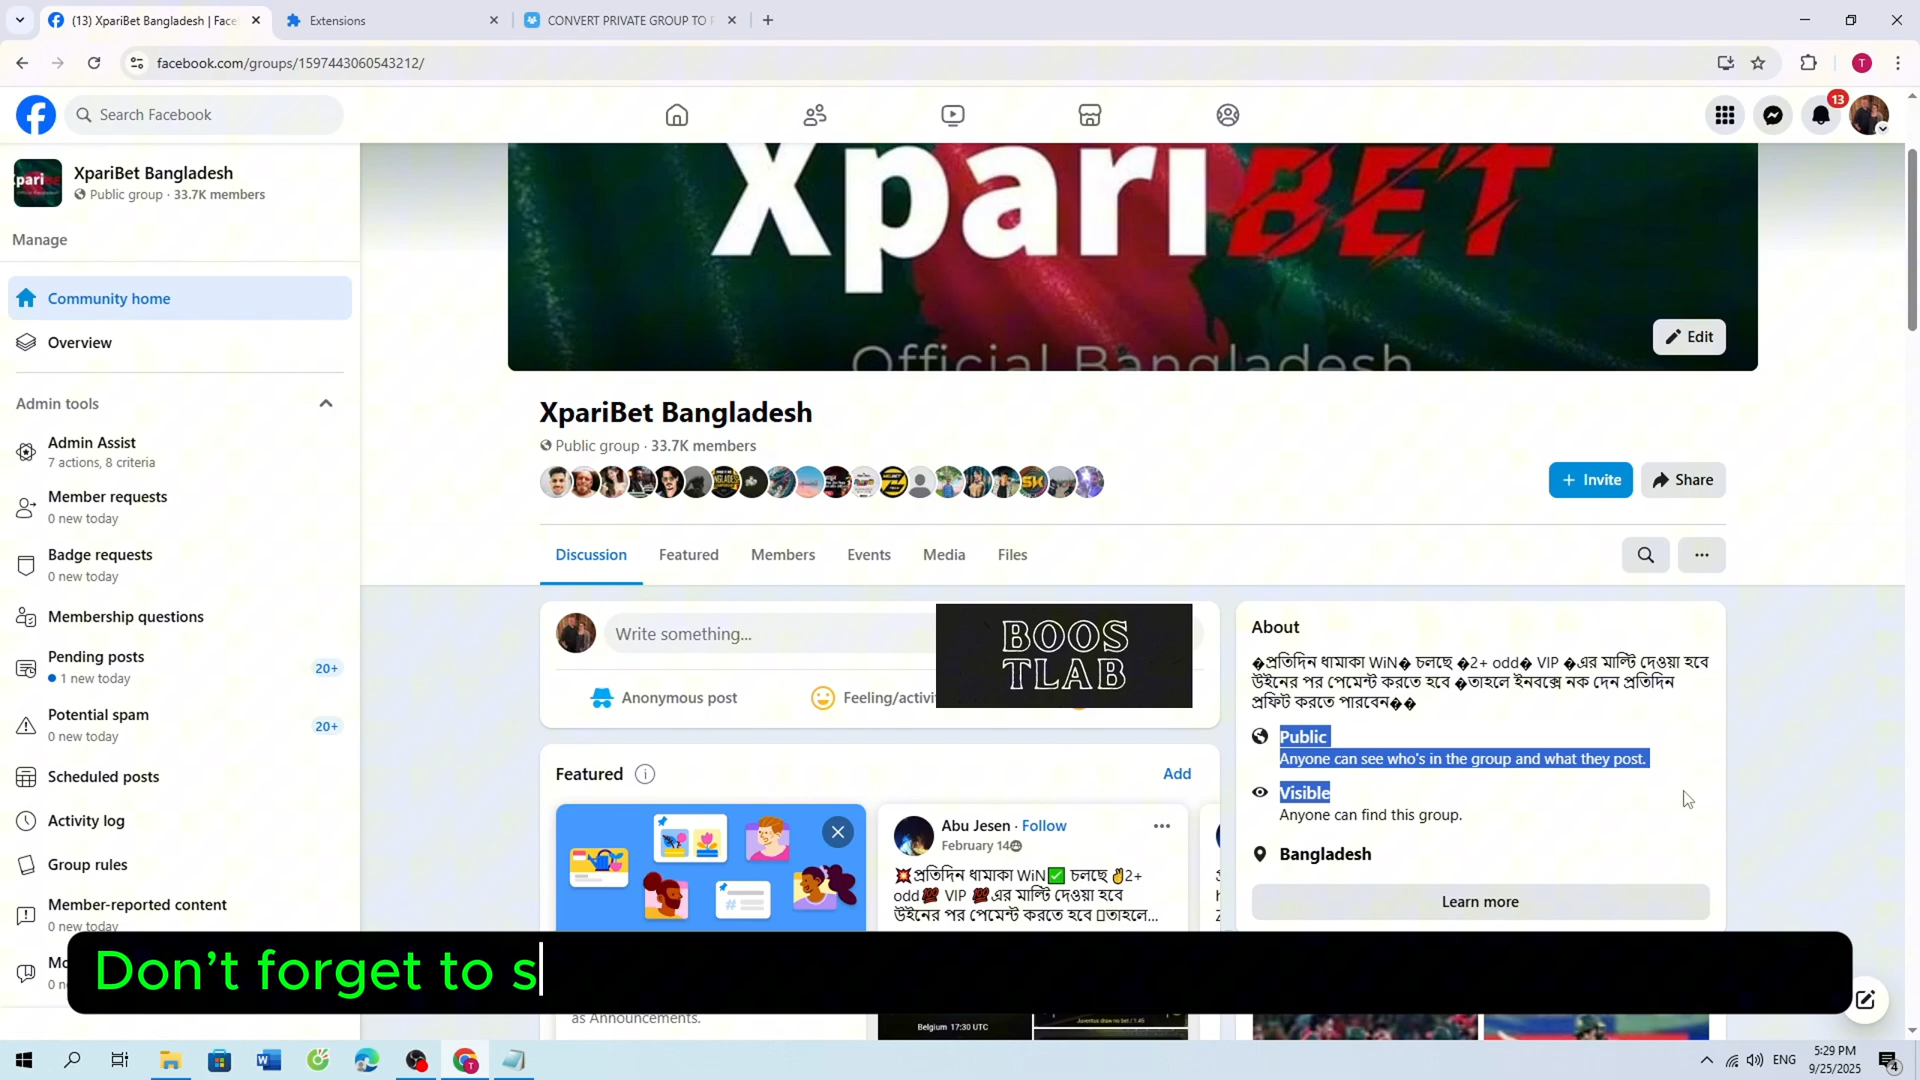 (13) XpariBet Bangladesh | Face
Extensions
CONVERT PRIVATE GROUP TO
facebook.com/groups/1597443060543212/
T
Search Facebook
13
XpariBet Bangladesh
Public group · 33.7K members
Manage
Community home
Overview
Admin tools
Admin Assist
7 actions, 8 criteria
Member requests
0 new today
Badge requests
0 new today
Membership questions
Pending posts
1 new today
20+
Potential spam
0 new today
20+
Scheduled posts
Activity log
Group rules
Member-reported content
0 new today
XpariBET
Official Bangladesh
Edit
XpariBet Bangladesh
Public group · 33.7K members
Invite
Share
Discussion
Featured
Members
Events
Media
Files
Write something...
BOOS
TLAB
Anonymous post
Feeling/activi
Featured
Add
Abu Jesen · Follow
February 14
💥প্রতিদিন ধামাকা WiN✅ চলছে ✌2+
odd💯 VIP 💯এর মাল্টি দেওয়া হবে
উইনের পর পেমেন্ট করতে হবে তাহলে...
as Announcements.
Belgium 17:30 UTC
About
�প্রতিদিন ধামাকা WiN� চলছে �2+ odd� VIP �এর মাল্টি দেওয়া হবে
উইনের পর পেমেন্ট করতে হবে �তাহলে ইনবক্সে নক দেন প্রতিদিন
প্রফিট করতে পারবেন��
Public
Anyone can see who's in the group and what they post.
Visible
Anyone can find this group.
Bangladesh
Learn more
Don't forget to s
ENG
5:29 PM
9/25/2025
4